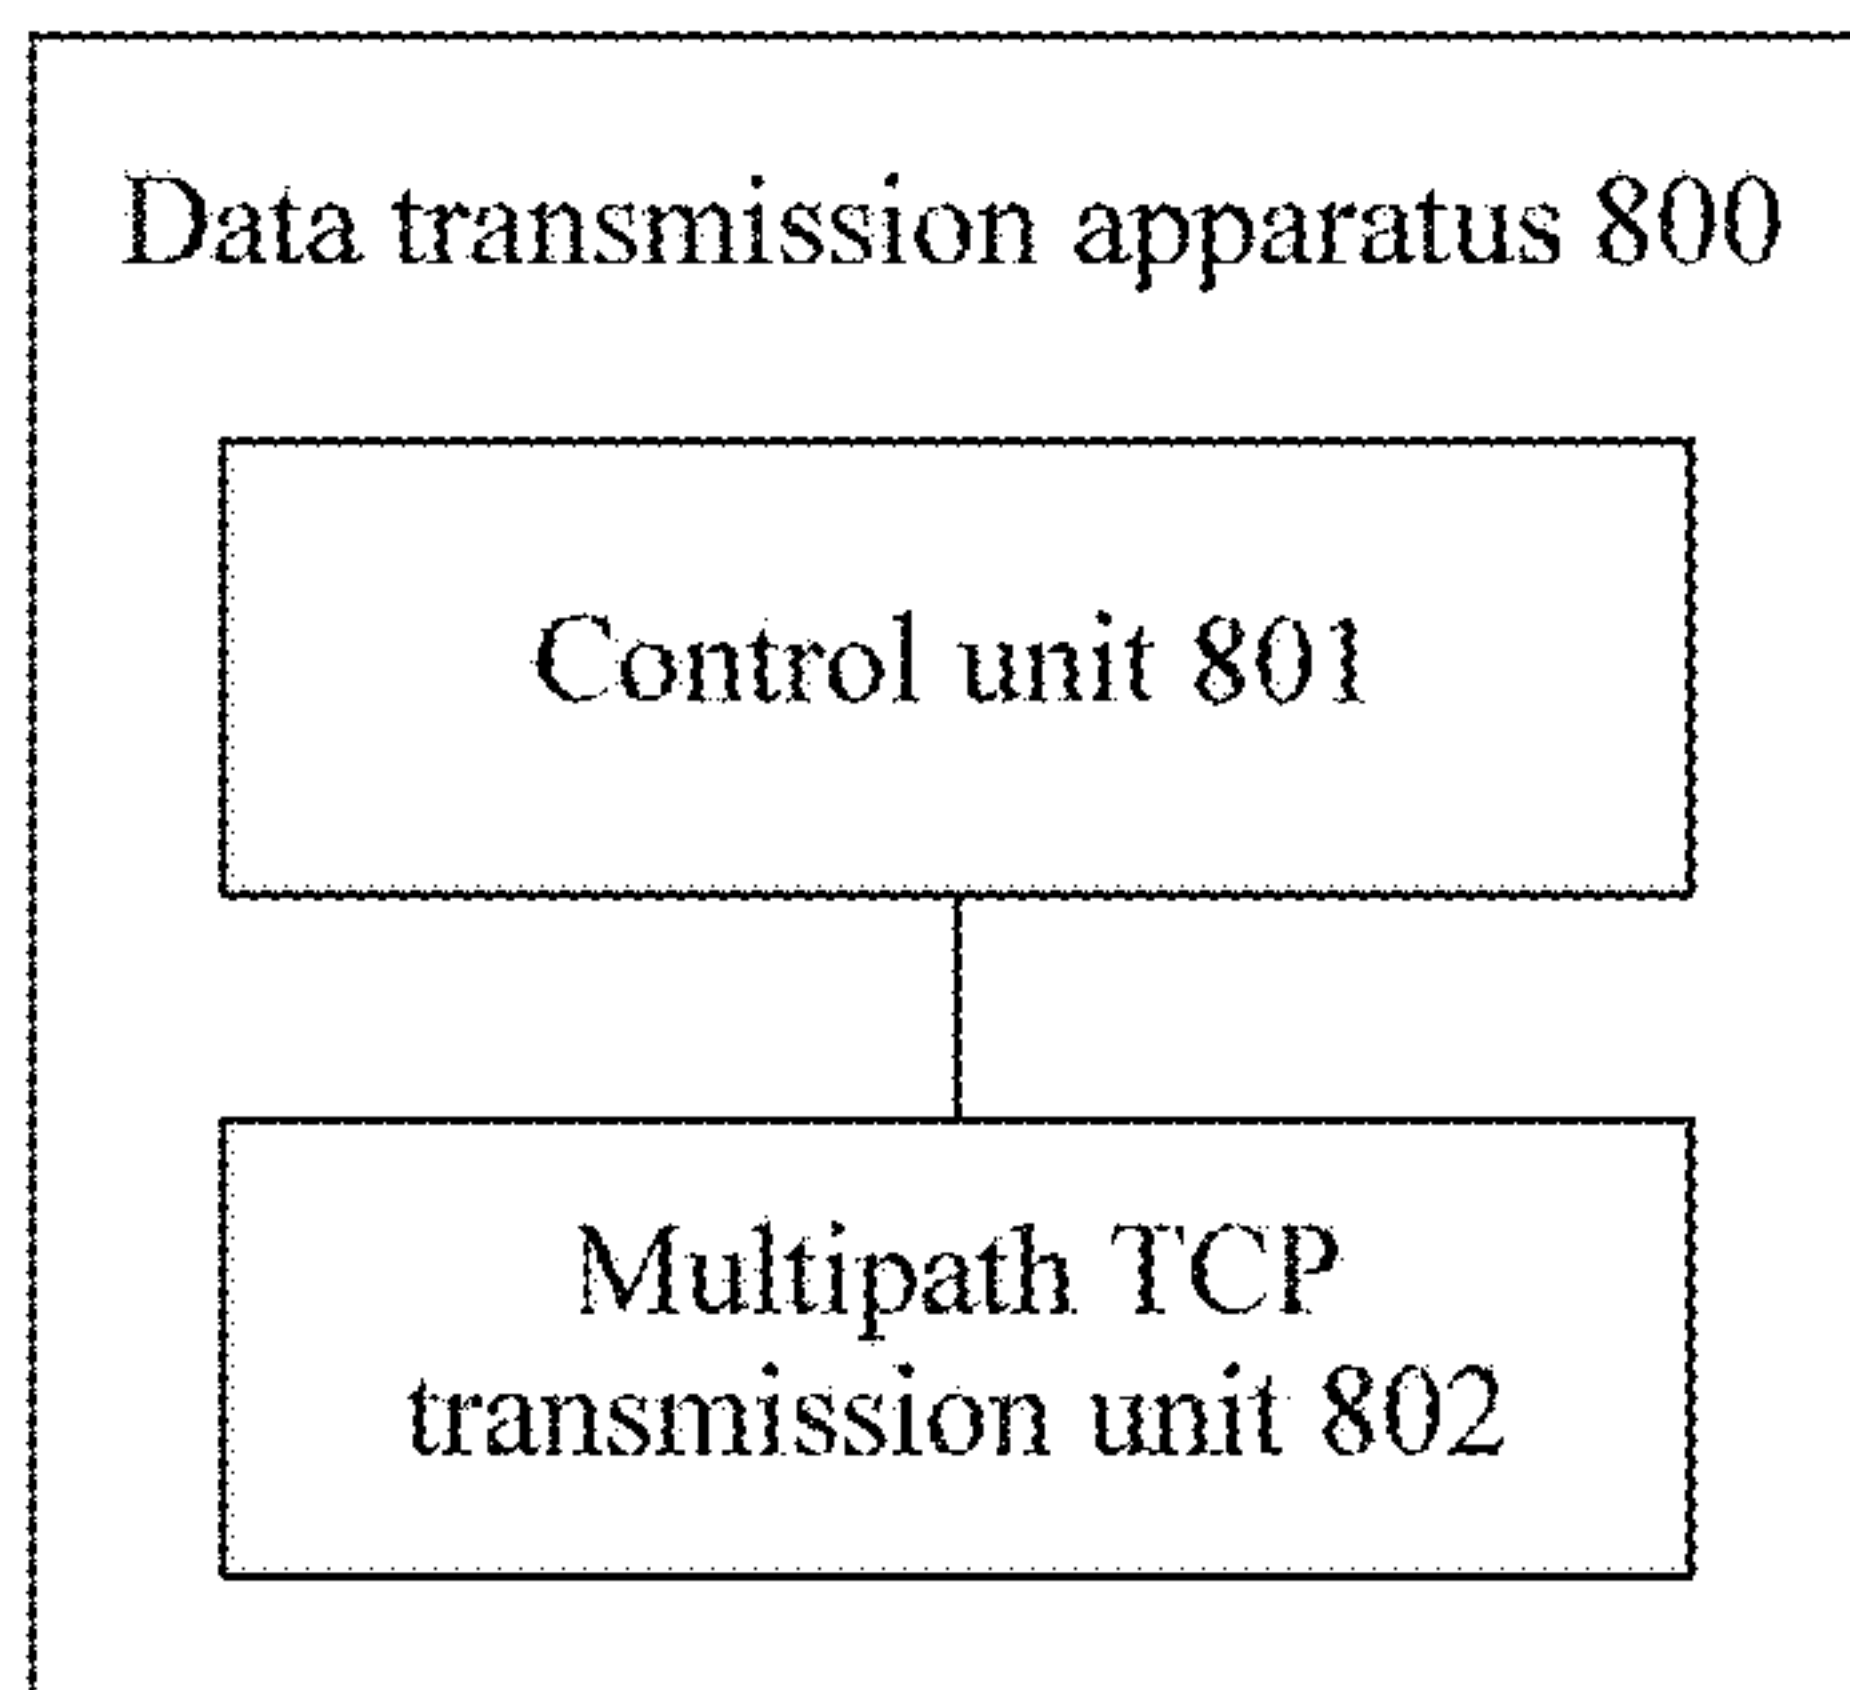 Data transmission apparatus 800
Control unit 801
Multipath TCP
transmission unit 802